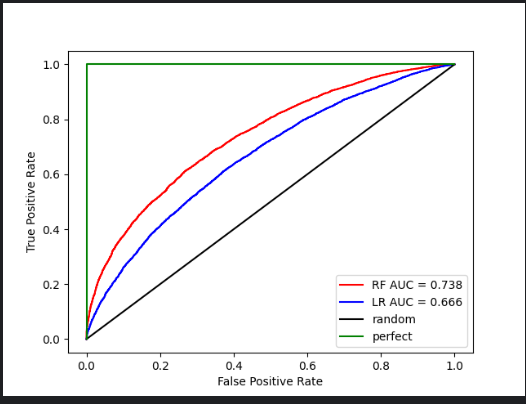 1.0
0.8
0.6
0.4
0.2
0.0
True Positive Rate
RF AUC = 0.738
LR AUC = 0.666
random
perfect
0.0 0.2 0.4 0.6 0.8 1.0
False Positive Rate